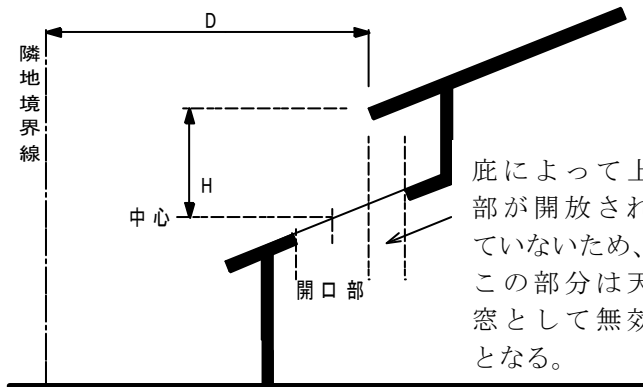 D
隣地境界線
H
中心
開口部
庇によって上
部が開放され
ていないため、
この部分は天
窓として無効
となる。